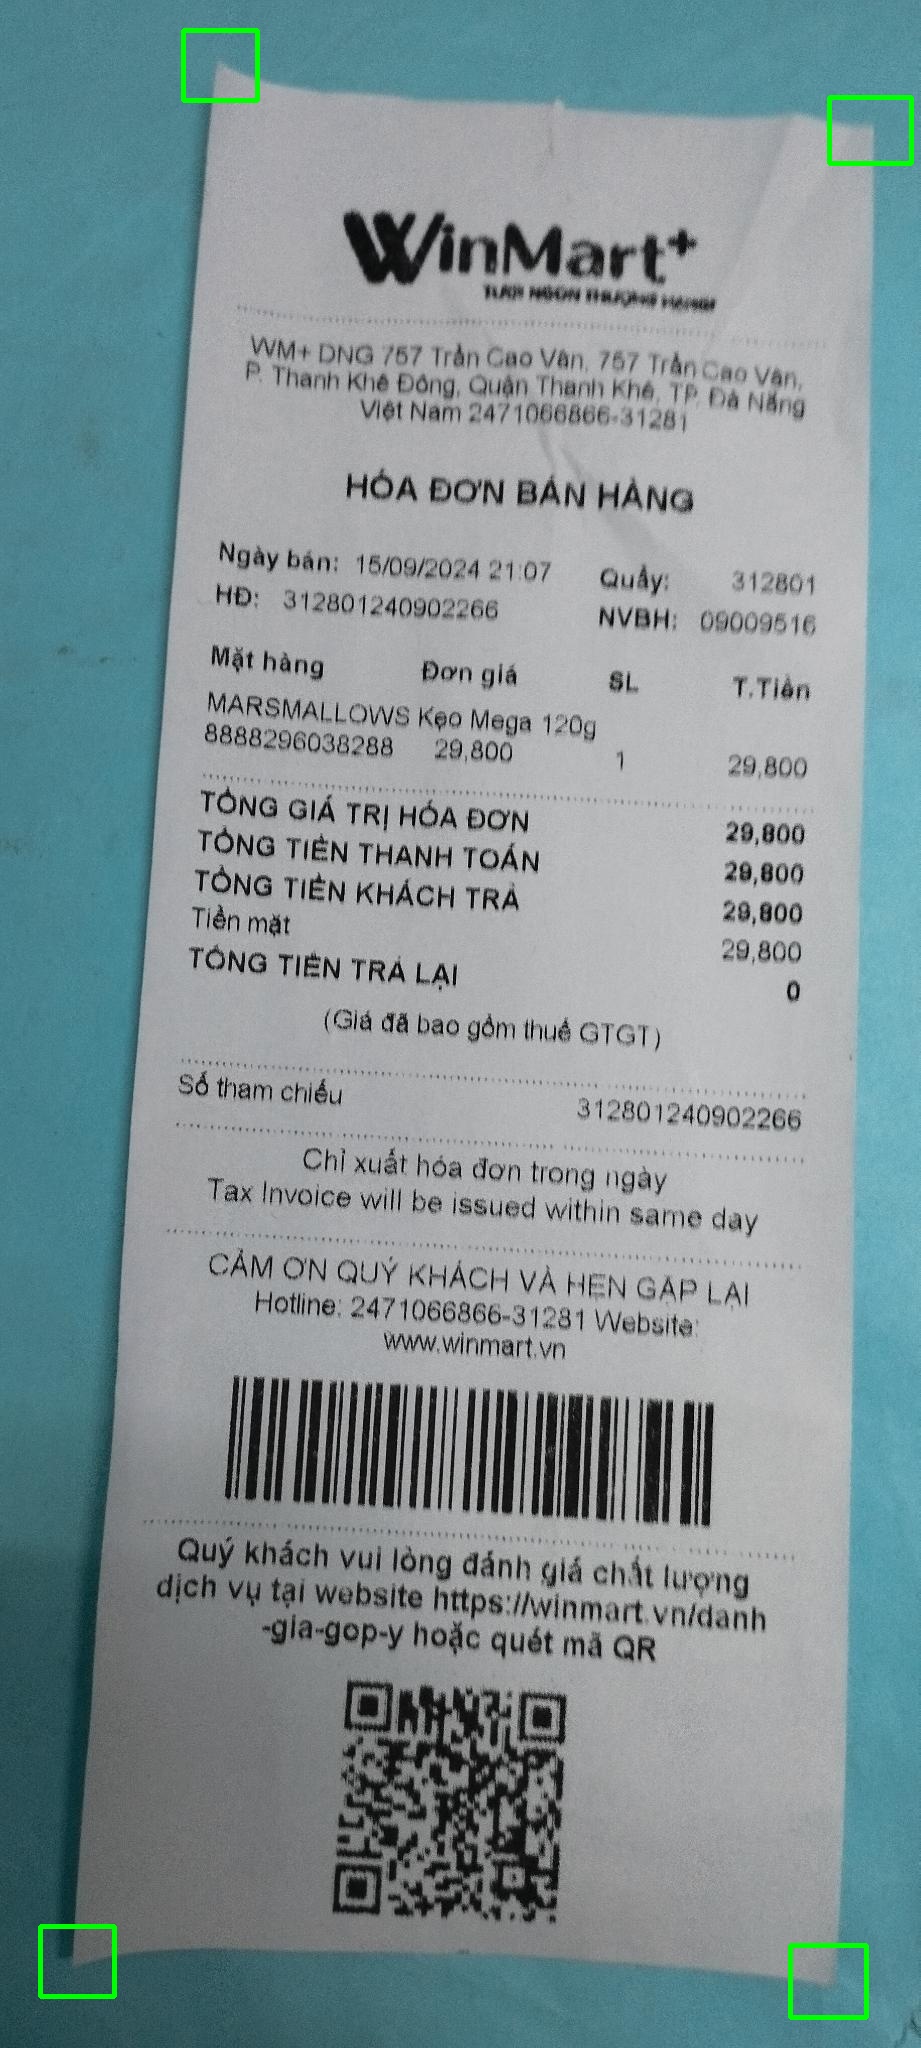 WinMart+
TƯƠI NGON THƯỢNG HẠNG
WM+ DNG 757 Trần Cao Vân, 757 Trần Cao Vân,
P. Thanh Khê Đông, Quận Thanh Khê, TP. Đà Nẵng
Việt Nam 2471066866-31281
HÓA ĐƠN BÁN HÀNG
Ngày bán: 15/09/2024 21:07 Quầy: 312801
HĐ: 312801240902266 NVBH: 09009516
Mặt hàng Đơn giá SL T.Tiền
MARSMALLOWS Kẹo Mega 120g
8888296038288 29,800 1 29,800
TỔNG GIÁ TRỊ HÓA ĐƠN 29,800
TỔNG TIỀN THANH TOÁN 29,800
TỔNG TIỀN KHÁCH TRẢ 29,800
Tiền mặt 29,800
TỔNG TIỀN TRẢ LẠI 0
(Giá đã bao gồm thuế GTGT)
Số tham chiếu 312801240902266
Chỉ xuất hóa đơn trong ngày
Tax Invoice will be issued within same day
CẢM ƠN QUÝ KHÁCH VÀ HẸN GẶP LẠI
Hotline: 2471066866-31281 Website:
www.winmart.vn
Quý khách vui lòng đánh giá chất lượng
dịch vụ tại website https://winmart.vn/danh
-gia-gop-y hoặc quét mã QR